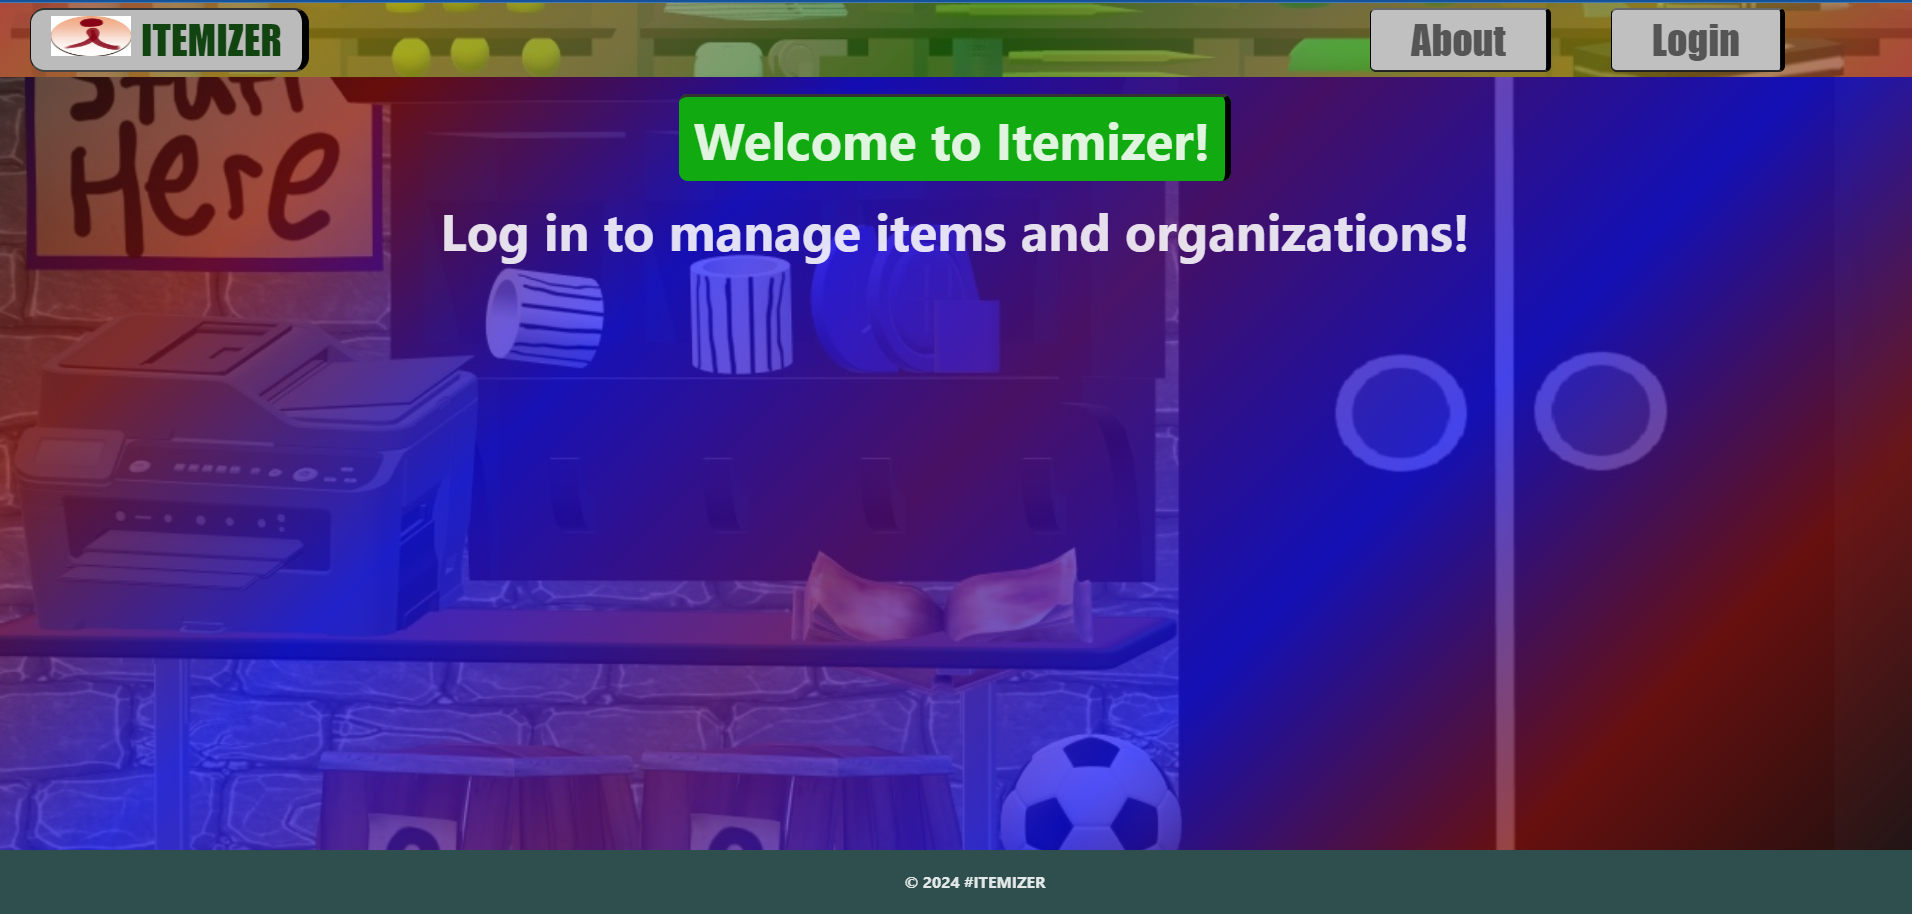 ITEMIZER
About
Login
Stuff
Here
Welcome to Itemizer!
Log in to manage items and organizations!
© 2024 #ITEMIZER